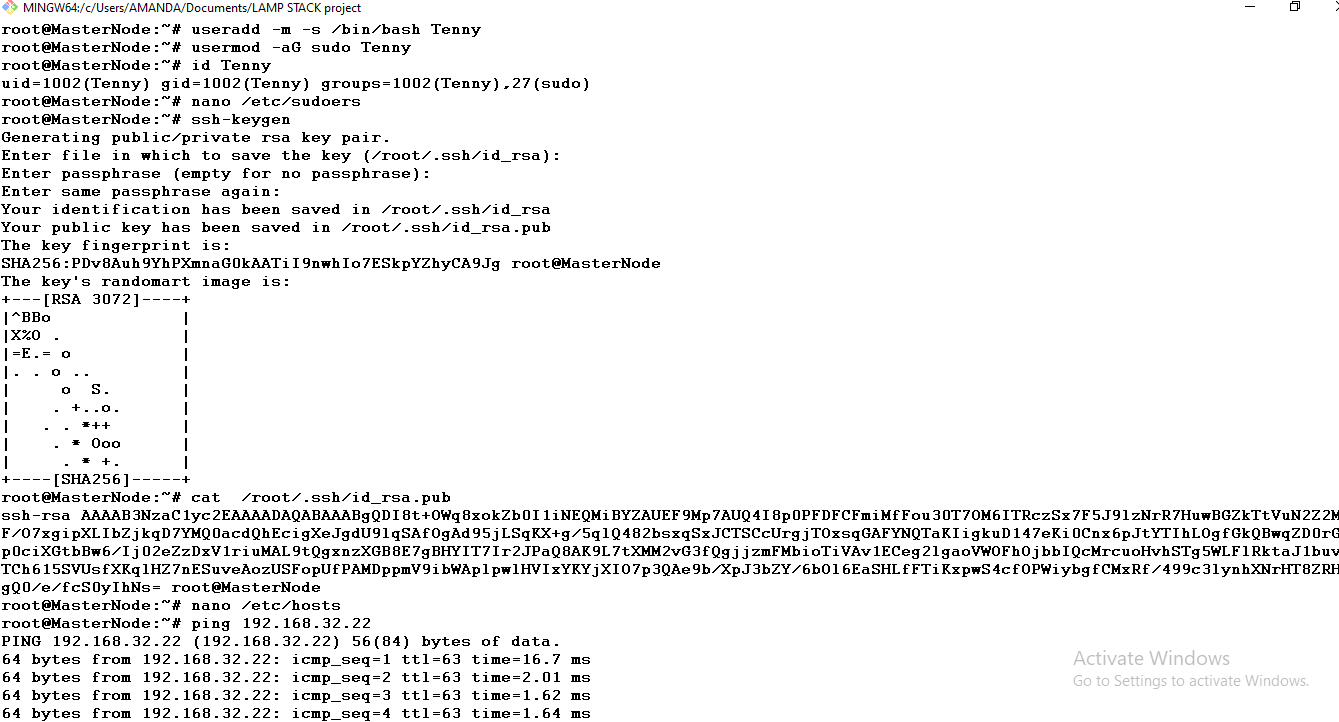 MINGW64:/c/Users/AMANDA/Documents/LAMP STACK project
root@MasterNode:~# useradd -m -s /bin/bash Tenny
root@MasterNode:~# usermod -aG sudo Tenny
root@MasterNode:~# id Tenny
uid=1002(Tenny) gid=1002(Tenny) groups=1002(Tenny),27(sudo)
root@MasterNode:~# nano /etc/sudoers
root@MasterNode:~# ssh-keygen
Generating public/private rsa key pair.
Enter file in which to save the key (/root/.ssh/id_rsa):
Enter passphrase (empty for no passphrase):
Enter same passphrase again:
Your identification has been saved in /root/.ssh/id_rsa
Your public key has been saved in /root/.ssh/id_rsa.pub
The key fingerprint is:
SHA256:PDv8Auh9YhPXmnaG0kAATiI9nwhIo7ESkpYZhyCA9Jg root@MasterNode
The key's randomart image is:
+---[RSA 3072]----+
|^BBo             |
|X%O .            |
|=E.= o           |
|. . o ..         |
|     o  S.       |
|    . +..o.      |
|   . . *++       |
|    . * Ooo      |
|     . * +.      |
+----[SHA256]-----+
root@MasterNode:~# cat  /root/.ssh/id_rsa.pub
ssh-rsa
gQ0/e/fcS0yIhNs= root@MasterNode
root@MasterNode:~# nano /etc/hosts
root@MasterNode:~# ping 192.168.32.22
PING 192.168.32.22 (192.168.32.22) 56(84) bytes of data.
64 bytes from 192.168.32.22: icmp_seq=1 ttl=63 time=16.7 ms
64 bytes from 192.168.32.22: icmp_seq=2 ttl=63 time=2.01 ms
64 bytes from 192.168.32.22: icmp_seq=3 ttl=63 time=1.62 ms
64 bytes from 192.168.32.22: icmp_seq=4 ttl=63 time=1.64 ms
Activate Windows
Go to Settings to activate Windows.